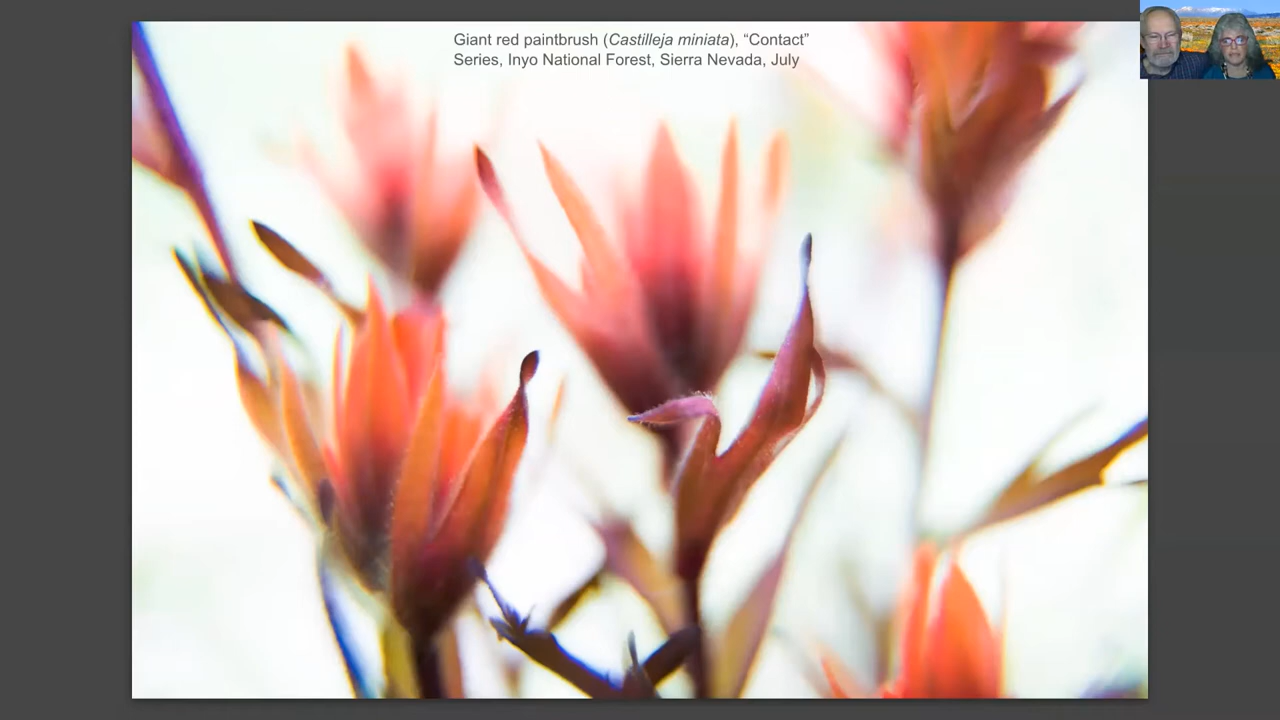 Giant red paintbrush (Castilleja miniata), “Contact”
Series, Inyo National Forest, Sierra Nevada, July